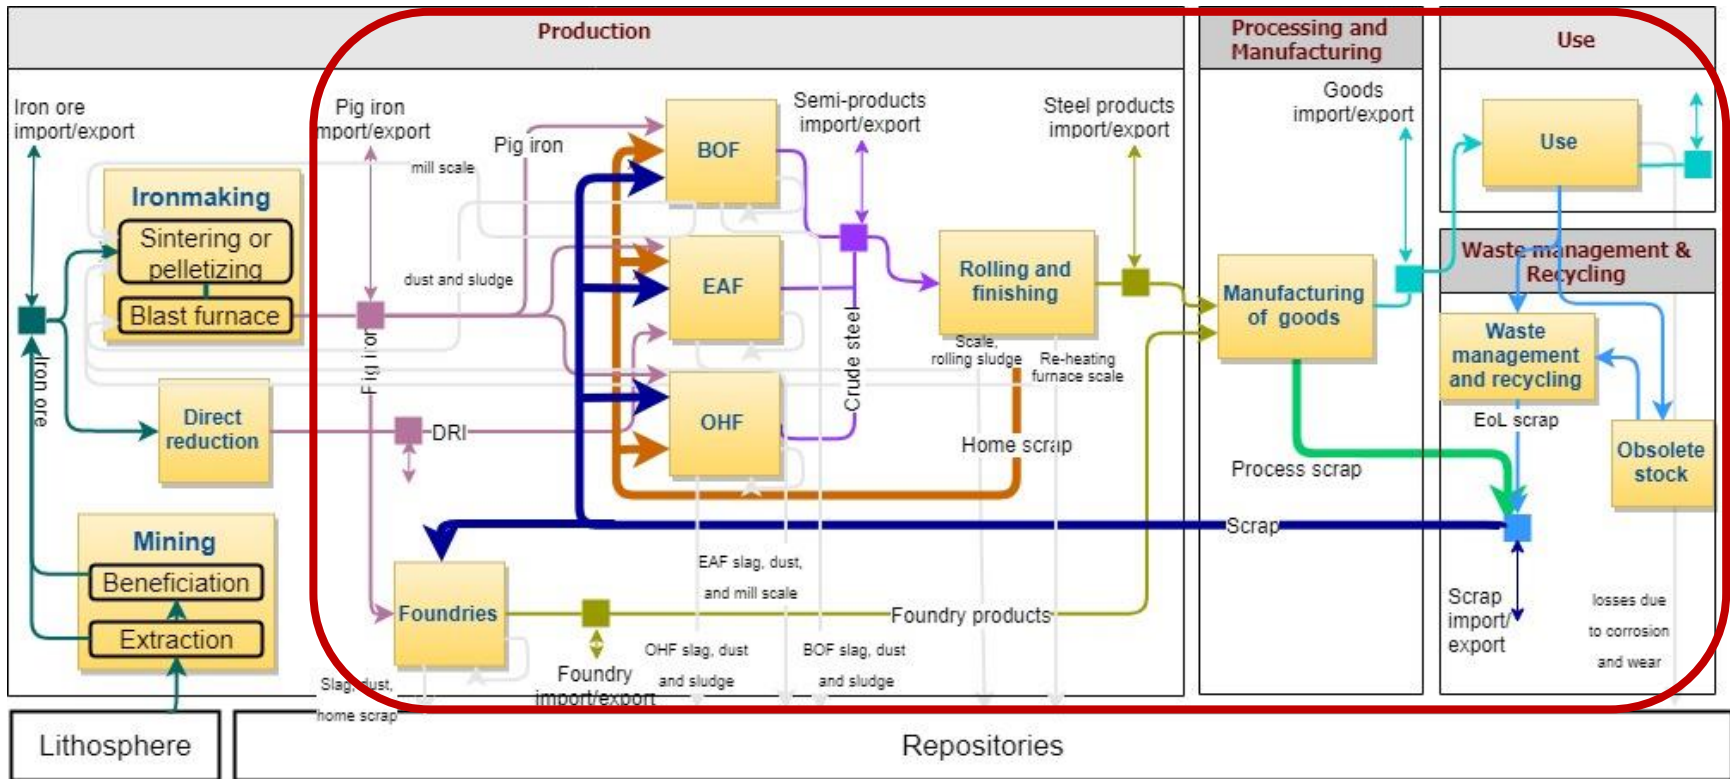 Production
Processing and
Manufacturing
Use
Iron ore
import/export
Pig iron
import/export
Pig iron
mill scale
BOF
Semi-products
import/export
Steel products
import/export
Goods
import/export
Use
Ironmaking
Sintering or
pelletizing
Blast furnace
dust and sludge
EAF
Rolling and
finishing
Manufacturing
of goods
Waste management &
Recycling
Waste
management
and recycling
Scale,
rolling sludge
Re-heating
furnace scale
Crude steel
Iron ore
Pig iron
Direct
reduction
DRI
OHF
Home scrap
Process scrap
EoL scrap
Obsolete
stock
Scrap
Mining
Beneficiation
Extraction
EAF slag, dust,
and mill scale
Foundries
Foundry products
Scrap
import/
export
losses due
to corrosion
and wear
OHF slag, dust
and sludge
BOF slag, dust
and sludge
Foundry
import/export
Slag, dust,
home scrap
Lithosphere
Repositories